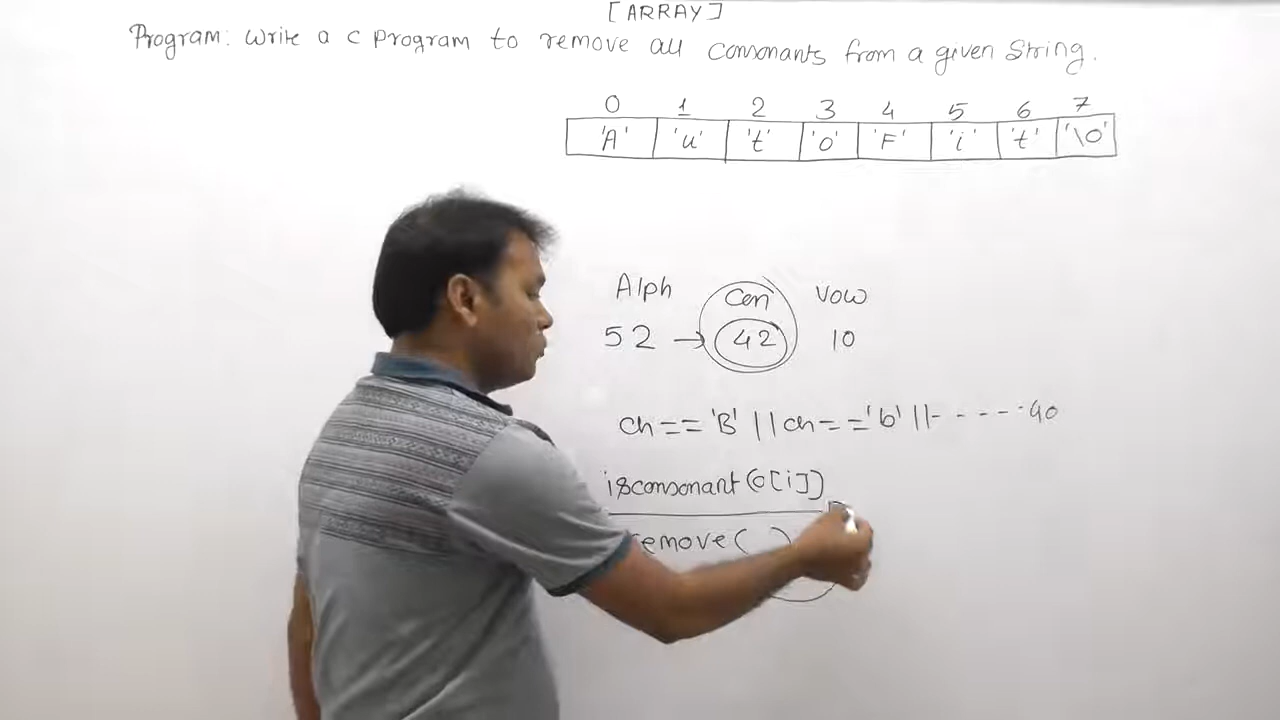 [ARRAY]
Program: Write a c program to remove all consonants from a given string.
0 1 2 3 4 5 6 7
'A' 'u' 't' 'o' 'F' 'i' 't' '\0'
Alph Con Vow
52 → 42 10
ch=='B' || ch=='b' || - - - - · 40
isconsonant(c[i])
remove( )